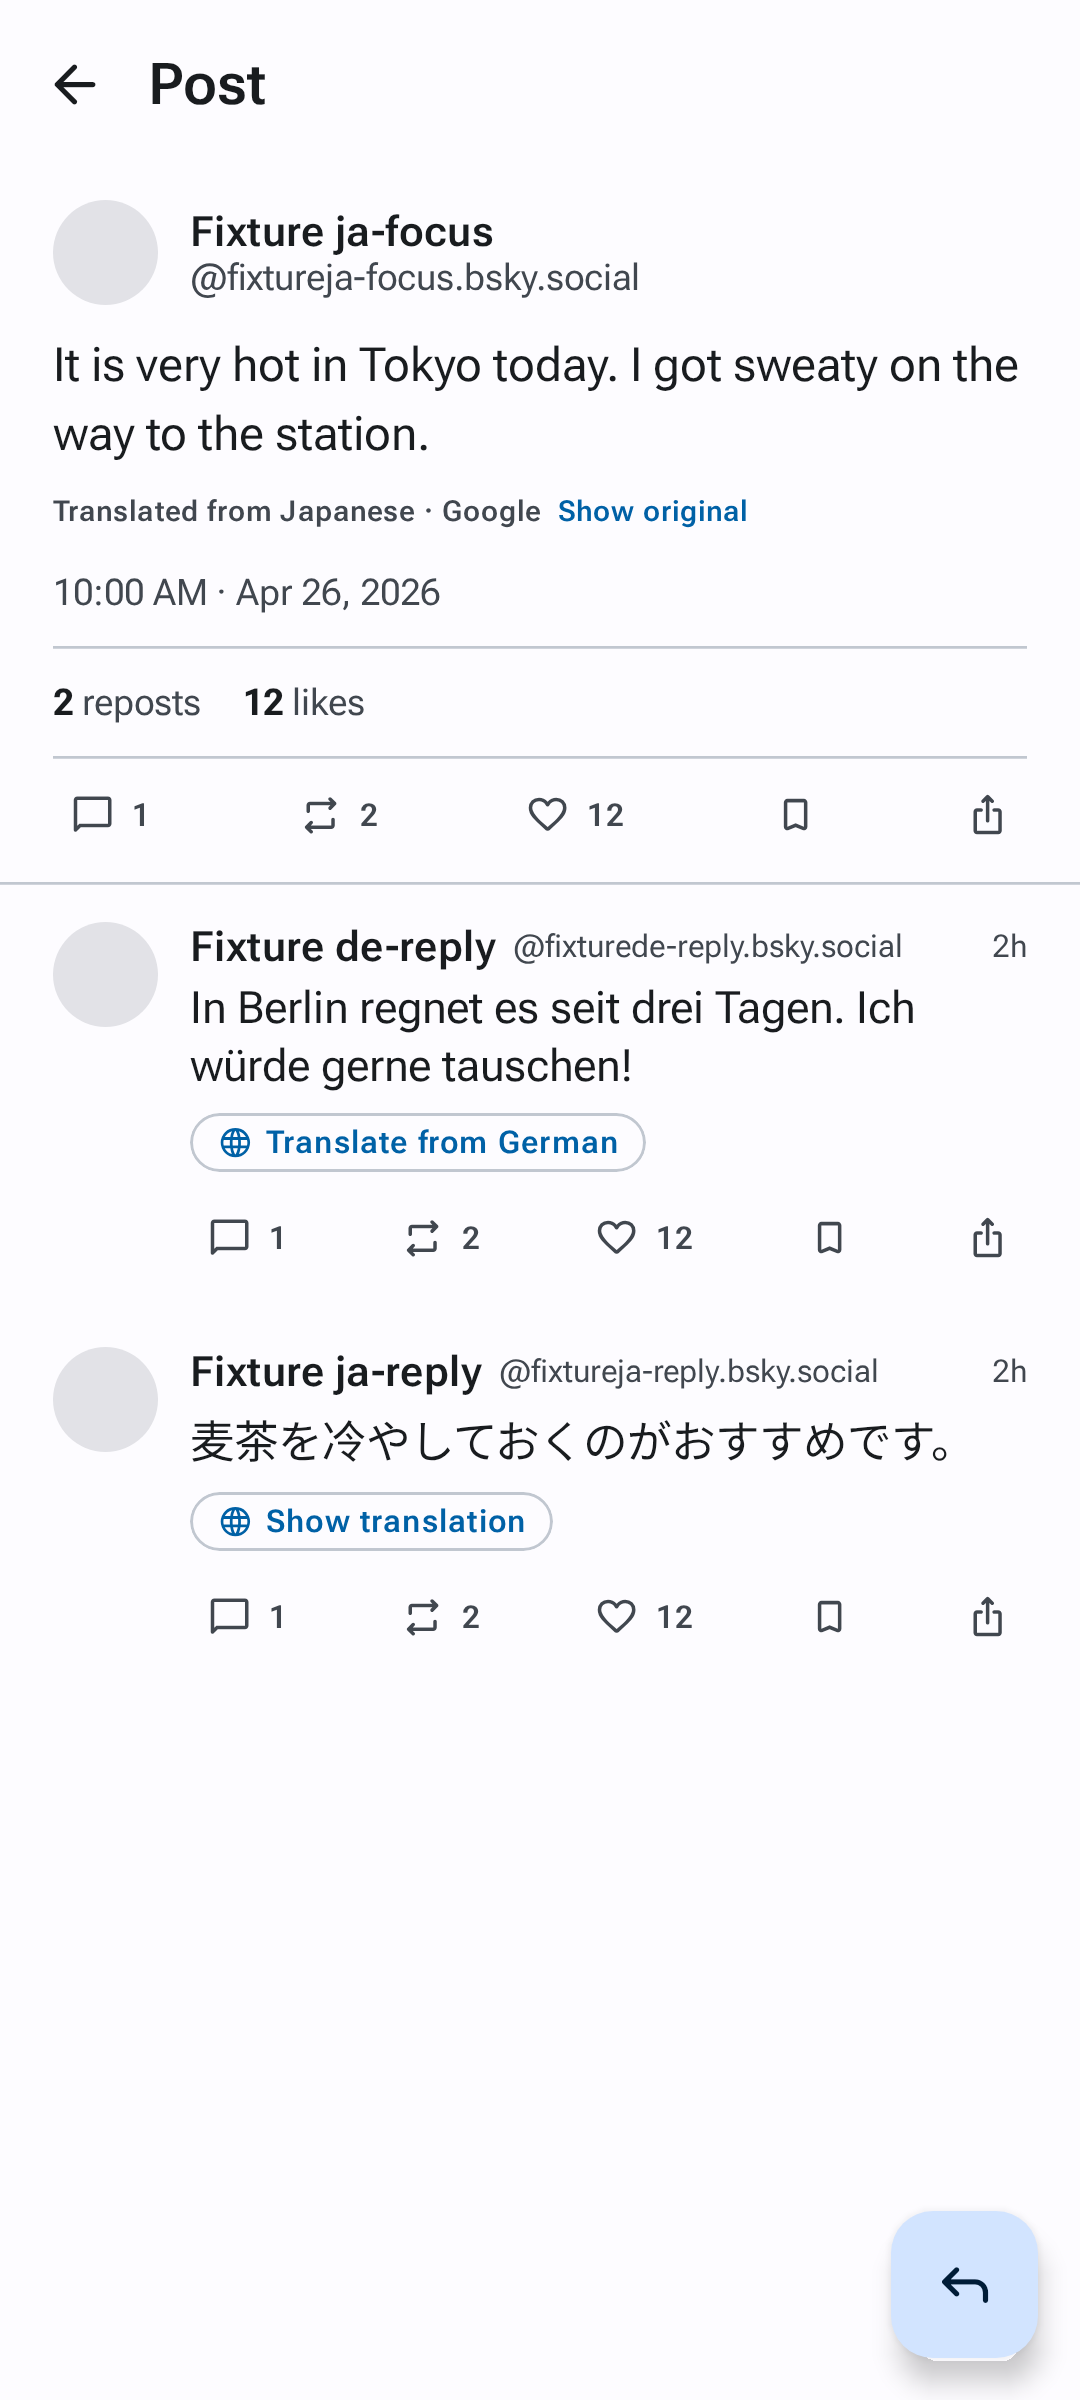 Post
Fixture ja-focus
@fixtureja-focus.bsky.social
It is very hot in Tokyo today. I got sweaty on the
way to the station.
Translated from Japanese · Google Show original
10:00 AM · Apr 26, 2026
2 reposts 12 likes
1 2 12
Fixture de-reply @fixturede-reply.bsky.social 2h
In Berlin regnet es seit drei Tagen. Ich
würde gerne tauschen!
Translate from German
1 2 12
Fixture ja-reply @fixtureja-reply.bsky.social 2h
麦茶を冷やしておくのがおすすめです。
Show translation
1 2 12